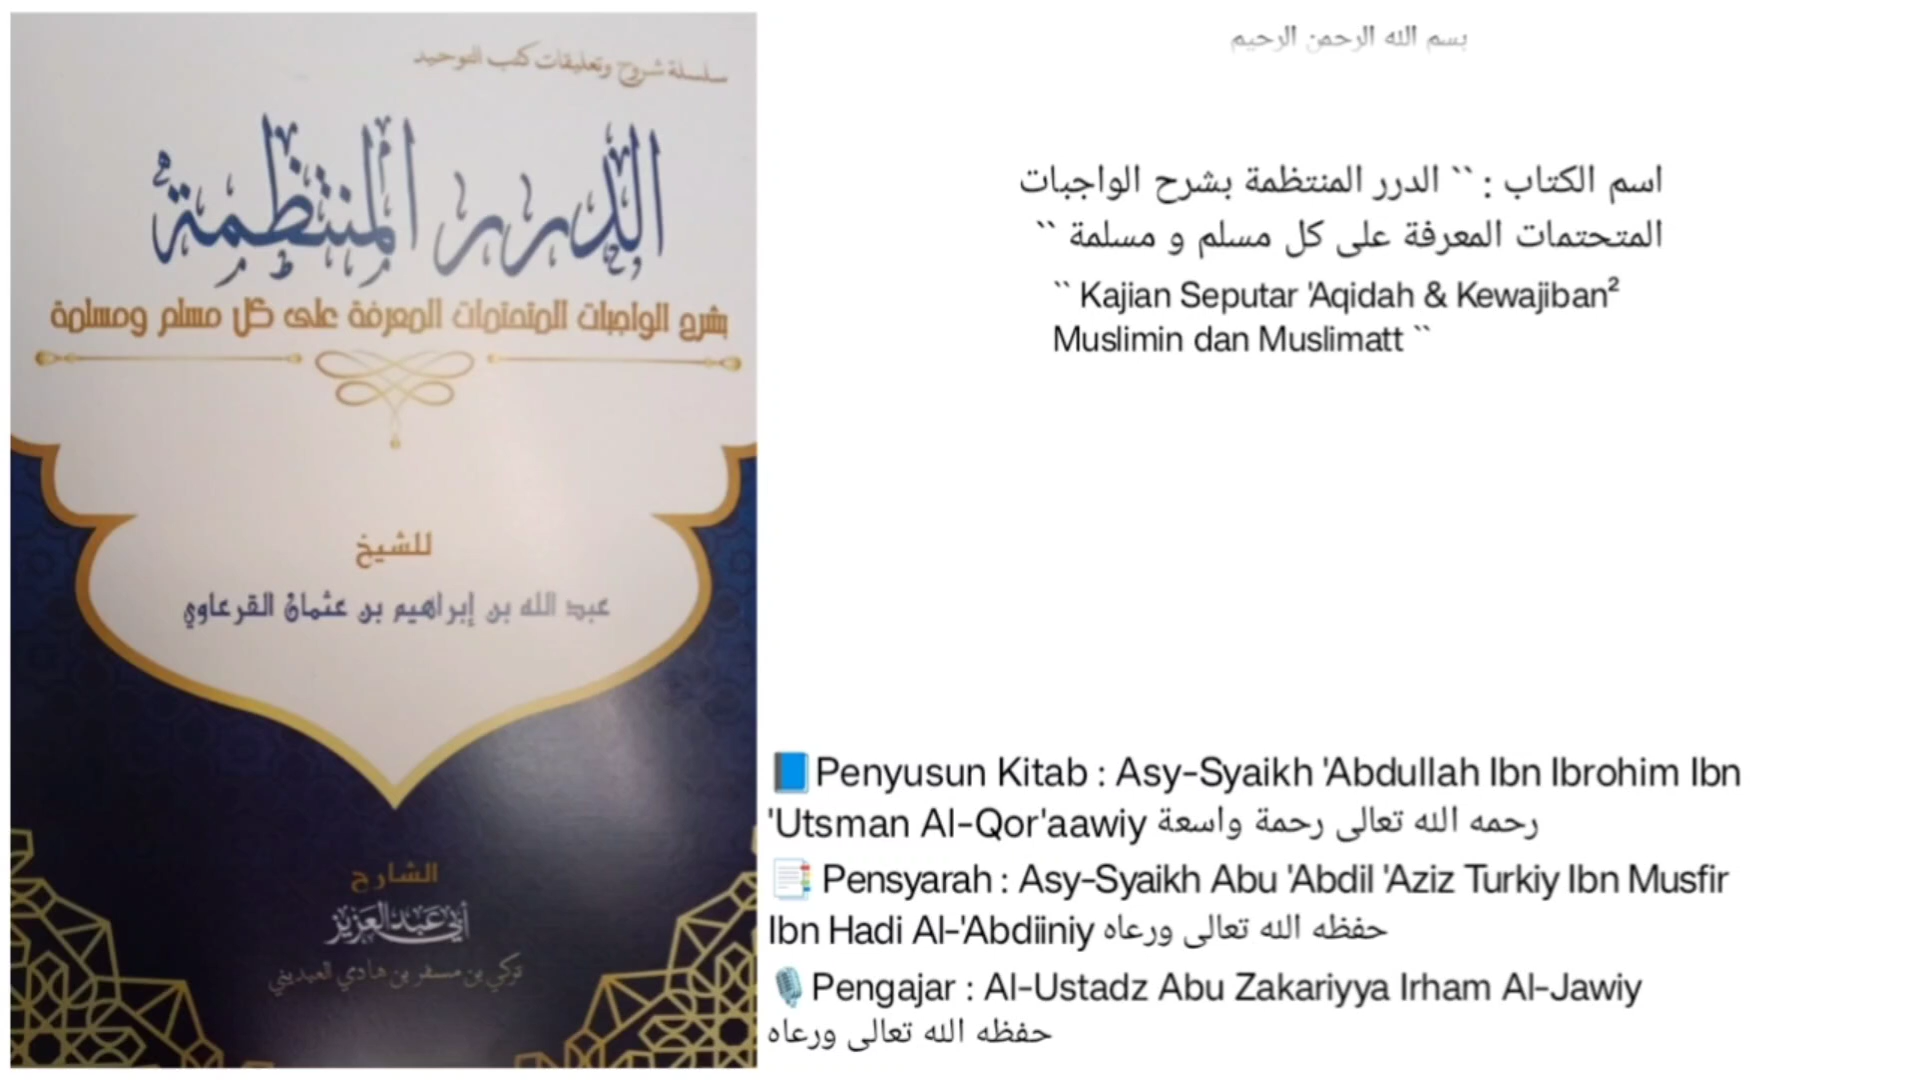 سلسلة شروح وتعليقات كتب التوحيد
الدرر المنتظمة
بشرح الواجبات المتحتمات المعرفة على كل مسلم ومسلمة
للشيخ
عبد الله بن إبراهيم بن عثمان القرعاوي
الشارح
أبي عبد العزيز
تركي بن مسفر بن هادي العبديني
بسم الله الرحمن الرحيم
اسم الكتاب : `` الدرر المنتظمة بشرح الواجبات
المتحتمات المعرفة على كل مسلم و مسلمة ``
`` Kajian Seputar 'Aqidah & Kewajiban²
Muslimin dan Muslimatt ``
📘Penyusun Kitab : Asy-Syaikh 'Abdullah Ibn Ibrohim Ibn
'Utsman Al-Qor'aawiy رحمه الله تعالى رحمة واسعة
📑 Pensyarah : Asy-Syaikh Abu 'Abdil 'Aziz Turkiy Ibn Musfir
Ibn Hadi Al-'Abdiiniy حفظه الله تعالى ورعاه
🎙️Pengajar : Al-Ustadz Abu Zakariyya Irham Al-Jawiy
حفظه الله تعالى ورعاه